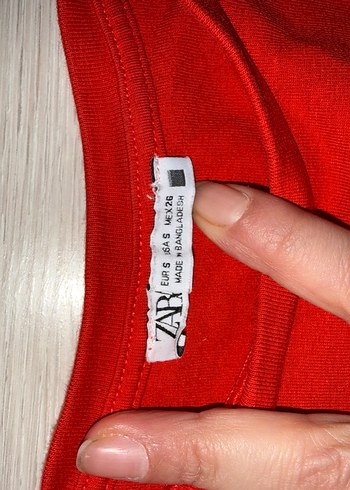 ZARA
EUR S USA S MEX 26
MADE IN BANGLADESH